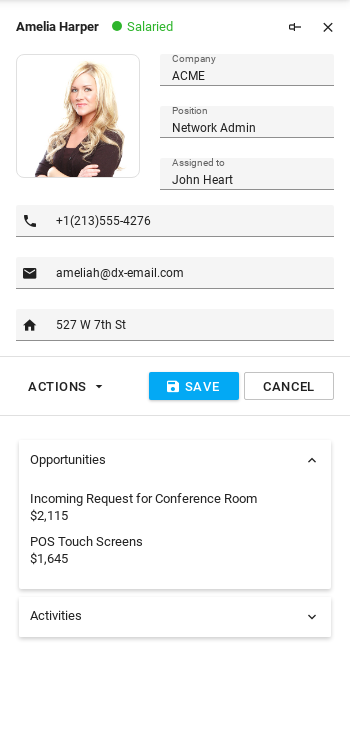 Amelia Harper
Salaried
Company
ACME
Position
Network Admin
Assigned to
John Heart
+1(213)555-4276
ameliah@dx-email.com
527 W 7th St
ACTIONS
SAVE
CANCEL
Opportunities
Incoming Request for Conference Room
$2,115
POS Touch Screens
$1,645
Activities